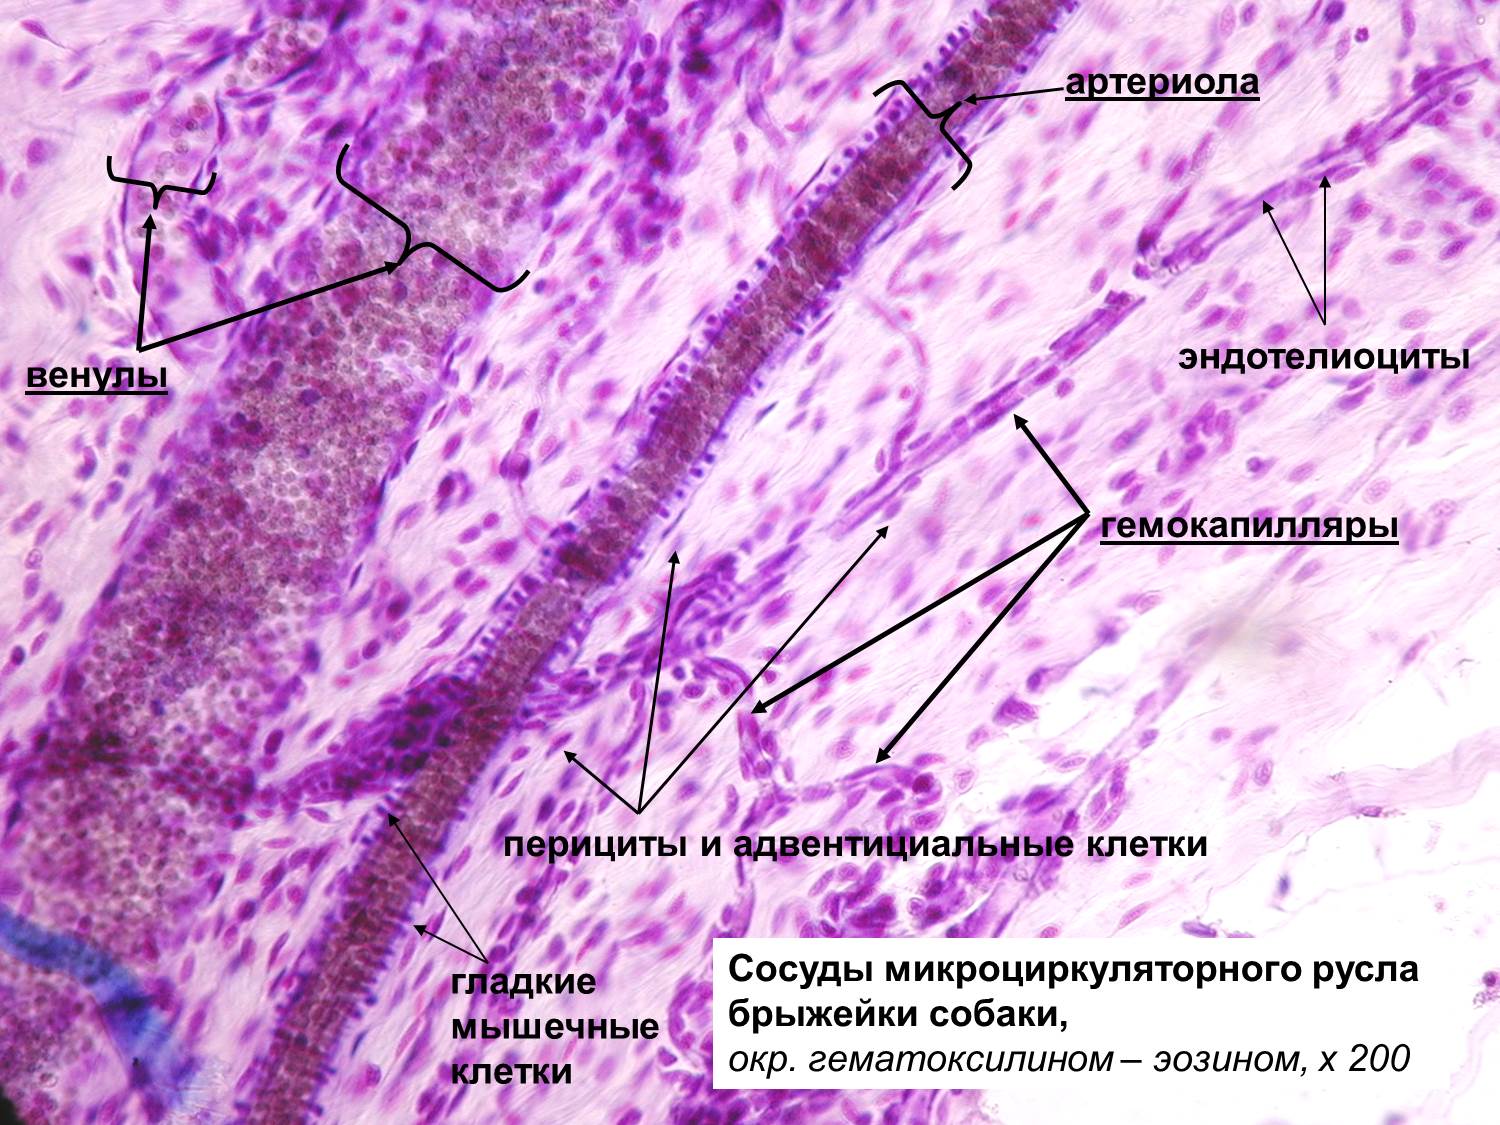 артериола
венулы
эндотелиоциты
гемокапилляры
перициты и адвентициальные клетки
гладкие
мышечные
клетки
Сосуды микроциркуляторного русла
брыжейки собаки,
окр. гематоксилином – эозином, х 200